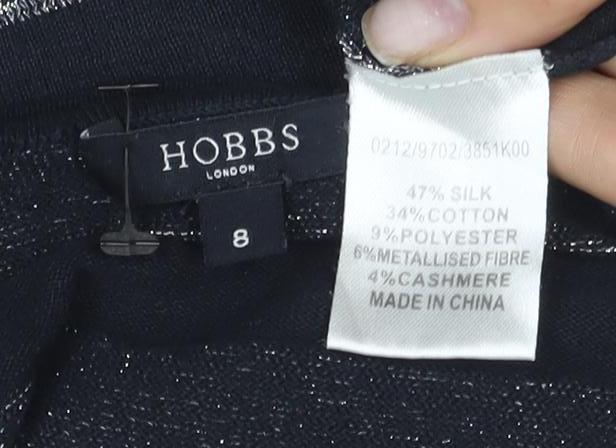 HOBBS
LONDON
8
0212/9702/3851K00
47% SILK
34%COTTON
9%POLYESTER
6%METALLISED FIBRE
4%CASHMERE
MADE IN CHINA